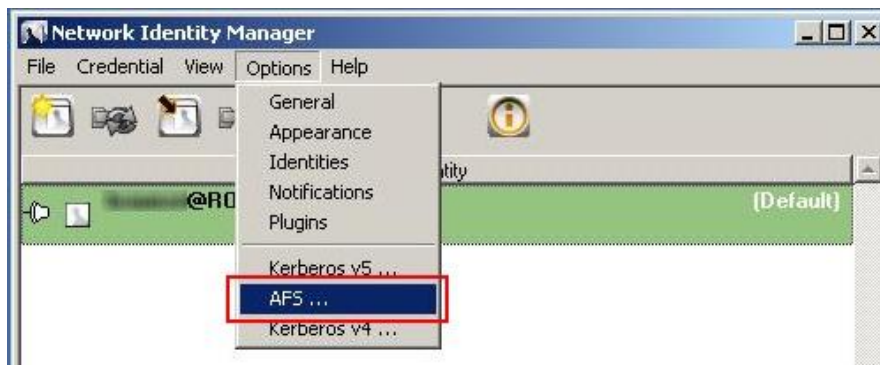 Network Identity Manager
File Credential View Options Help
General
Appearance
Identities
Notifications
Plugins
Kerberos v5 ...
AFS ...
Kerberos v4 ...
@RO
(Default)